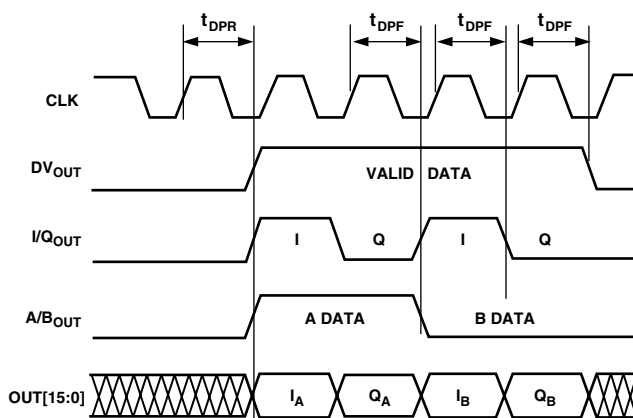 tDPR tDPF tDPF tDPF
CLK
DVOUT VALID DATA
I/QOUT I Q I Q
A/BOUT A DATA B DATA
OUT[15:0] IA QA IB QB